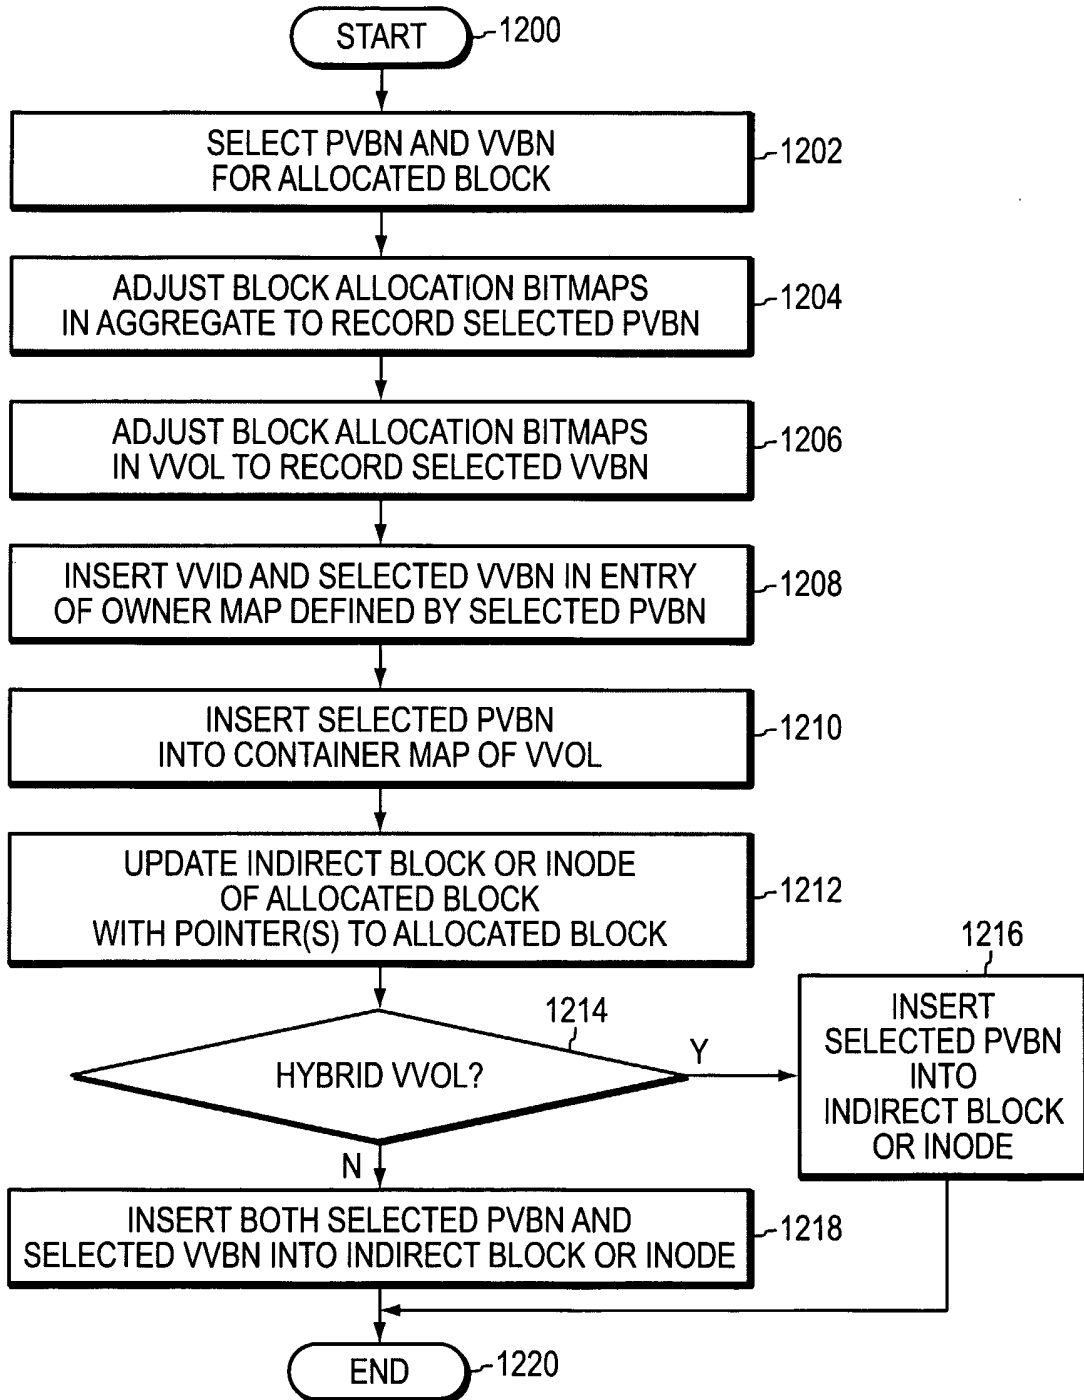 START
1200
SELECT PVBN AND VVBN
FOR ALLOCATED BLOCK
1202
ADJUST BLOCK ALLOCATION BITMAPS
IN AGGREGATE TO RECORD SELECTED PVBN
1204
ADJUST BLOCK ALLOCATION BITMAPS
IN VVOL TO RECORD SELECTED VVBN
1206
INSERT VVID AND SELECTED VVBN IN ENTRY
OF OWNER MAP DEFINED BY SELECTED PVBN
1208
INSERT SELECTED PVBN
INTO CONTAINER MAP OF VVOL
1210
UPDATE INDIRECT BLOCK OR INODE
OF ALLOCATED BLOCK
WITH POINTER(S) TO ALLOCATED BLOCK
1212
HYBRID VVOL?
1214
Y
1216
INSERT
SELECTED PVBN
INTO
INDIRECT BLOCK
OR INODE
N
INSERT BOTH SELECTED PVBN AND
SELECTED VVBN INTO INDIRECT BLOCK OR INODE
1218
END
1220